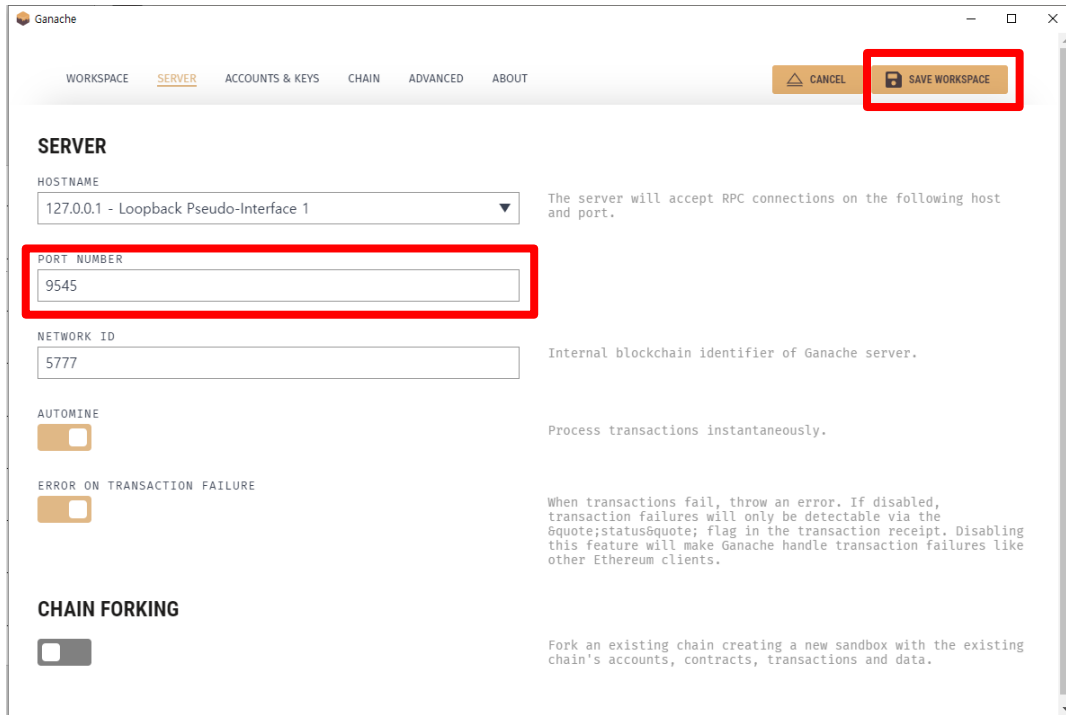 Ganache
WORKSPACE SERVER ACCOUNTS & KEYS CHAIN ADVANCED ABOUT CANCEL SAVE WORKSPACE
SERVER
HOSTNAME
127.0.0.1 - Loopback Pseudo-Interface 1
The server will accept RPC connections on the following host
and port.
PORT NUMBER
9545
NETWORK ID
5777
Internal blockchain identifier of Ganache server.
AUTOMINE
Process transactions instantaneously.
ERROR ON TRANSACTION FAILURE
When transactions fail, throw an error. If disabled,
transaction failures will only be detectable via the
&quote;status&quote; flag in the transaction receipt. Disabling
this feature will make Ganache handle transaction failures like
other Ethereum clients.
CHAIN FORKING
Fork an existing chain creating a new sandbox with the existing
chain's accounts, contracts, transactions and data.